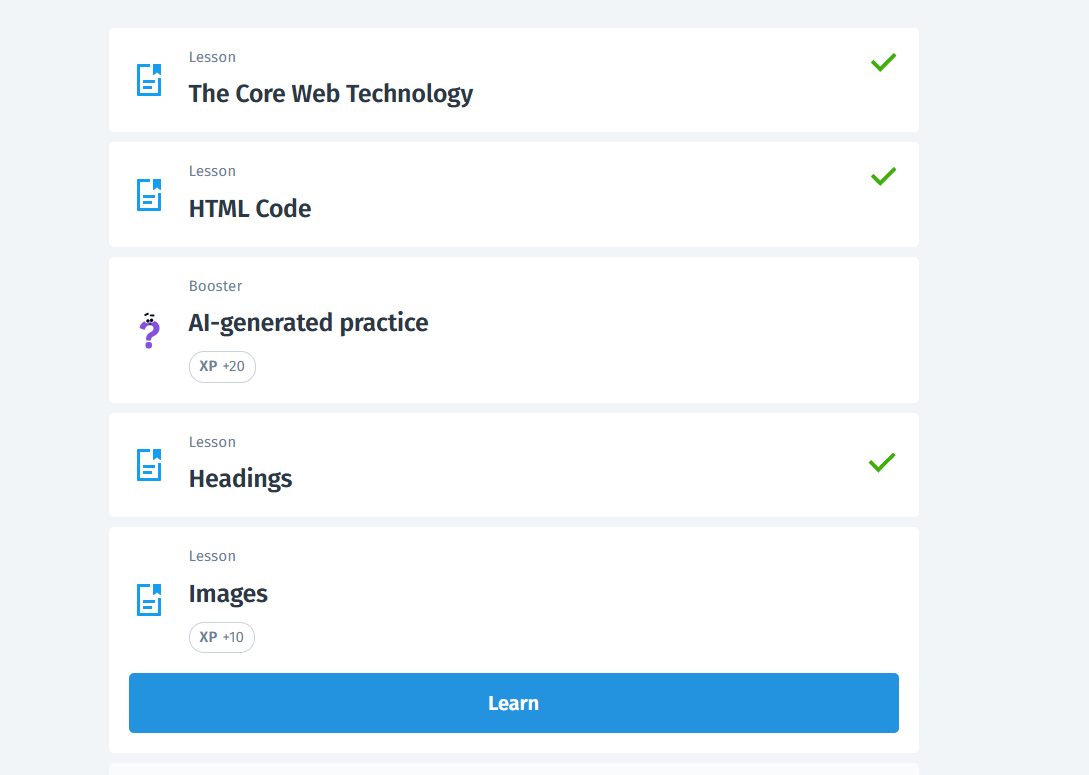 Lesson
The Core Web Technology
Lesson
HTML Code
Booster
AI-generated practice
XP +20
Lesson
Headings
Lesson
Images
XP +10
Learn